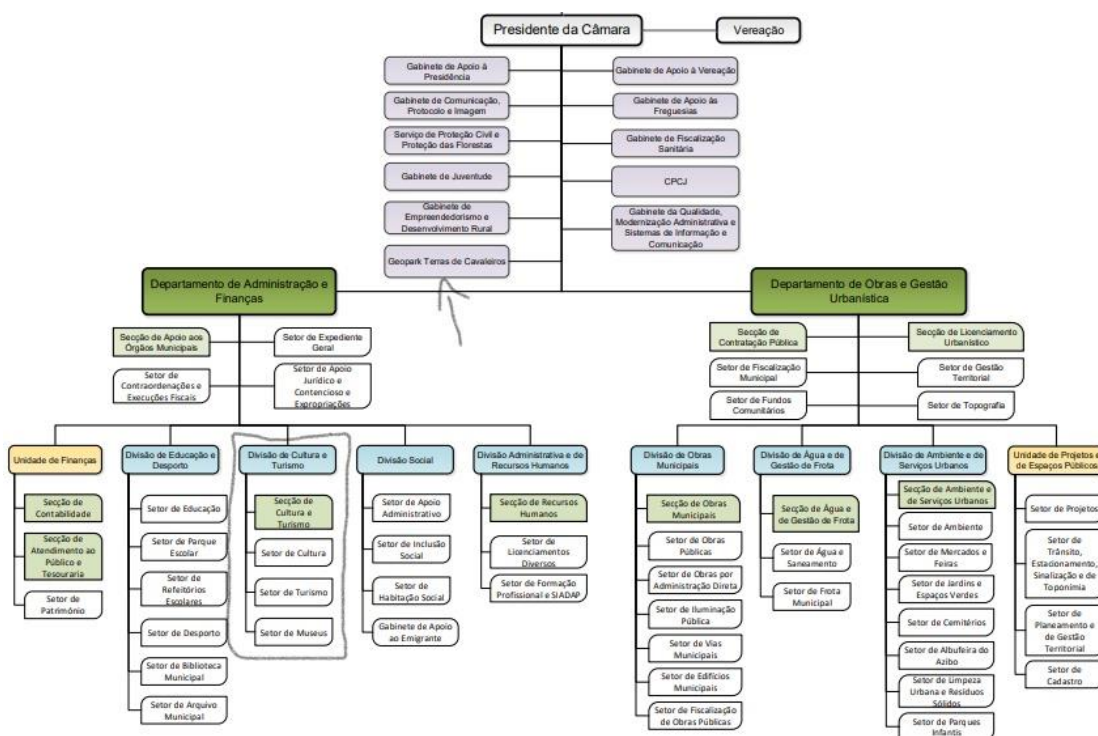 Presidente da Câmara
Vereação
Gabinete de Apoio à
Presidência
Gabinete de Apoio à Vereação
Gabinete de Comunicação,
Protocolo e Imagem
Gabinete de Apoio às
Freguesias
Serviço de Proteção Civil e
Proteção das Florestas
Gabinete de Fiscalização
Sanitária
Gabinete de Juventude
CPCJ
Gabinete de
Empreendedorismo e
Desenvolvimento Rural
Gabinete da Qualidade,
Modernização Administrativa e
Sistemas de Informação e
Comunicação
Geopark Terras de Cavaleiros
Departamento de Administração e
Finanças
Departamento de Obras e Gestão
Urbanística
Secção de Apoio aos
Órgãos Municipais
Setor de Expediente
Geral
Setor de
Contraordenações e
Execuções Fiscais
Setor de Apoio
Jurídico e
Contencioso e
Expropriações
Secção de
Contratação Pública
Secção de Licenciamento
Urbanístico
Setor de Fiscalização
Municipal
Setor de Gestão
Territorial
Setor de Fundos
Comunitários
Setor de Topografia
Unidade de Finanças
Secção de
Contabilidade
Secção de
Atendimento ao
Público e
Tesouraria
Setor de
Património
Divisão de Educação e
Desporto
Setor de Educação
Setor de Parque
Escolar
Setor de
Refeitórios
Escolares
Setor de Desporto
Setor de Biblioteca
Municipal
Setor de Arquivo
Municipal
Divisão de Cultura e
Turismo
Secção de
Cultura e
Turismo
Setor de Cultura
Setor de Turismo
Setor de Museus
Divisão Social
Setor de Apoio
Administrativo
Setor de Inclusão
Social
Setor de
Habitação Social
Gabinete de Apoio
ao Emigrante
Divisão Administrativa e de
Recursos Humanos
Secção de Recursos
Humanos
Setor de
Licenciamentos
Diversos
Setor de Formação
Profissional e SIADAP
Divisão de Obras
Municipais
Secção de Obras
Municipais
Setor de Obras
Públicas
Setor de Obras por
Administração Direta
Setor de Iluminação
Pública
Setor de Vias
Municipais
Setor de Edifícios
Municipais
Setor de Fiscalização
de Obras Públicas
Divisão de Água e de
Gestão de Frota
Secção de Água e
de Gestão de Frota
Setor de Água e
Saneamento
Setor de Frota
Municipal
Divisão de Ambiente e de
Serviços Urbanos
Secção de Ambiente e
de Serviços Urbanos
Setor de Ambiente
Setor de Mercados e
Feiras
Setor de Jardins e
Espaços Verdes
Setor de Cemitérios
Setor de Albufeira do
Azibo
Setor de Limpeza
Urbana e Resíduos
Sólidos
Setor de Parques
Infantis
Unidade de Projetos e
de Espaços Públicos
Setor de Projetos
Setor de
Trânsito,
Estacionamento,
Sinalização e de
Toponímia
Setor de
Planeamento e
de Gestão
Territorial
Setor de
Cadastro